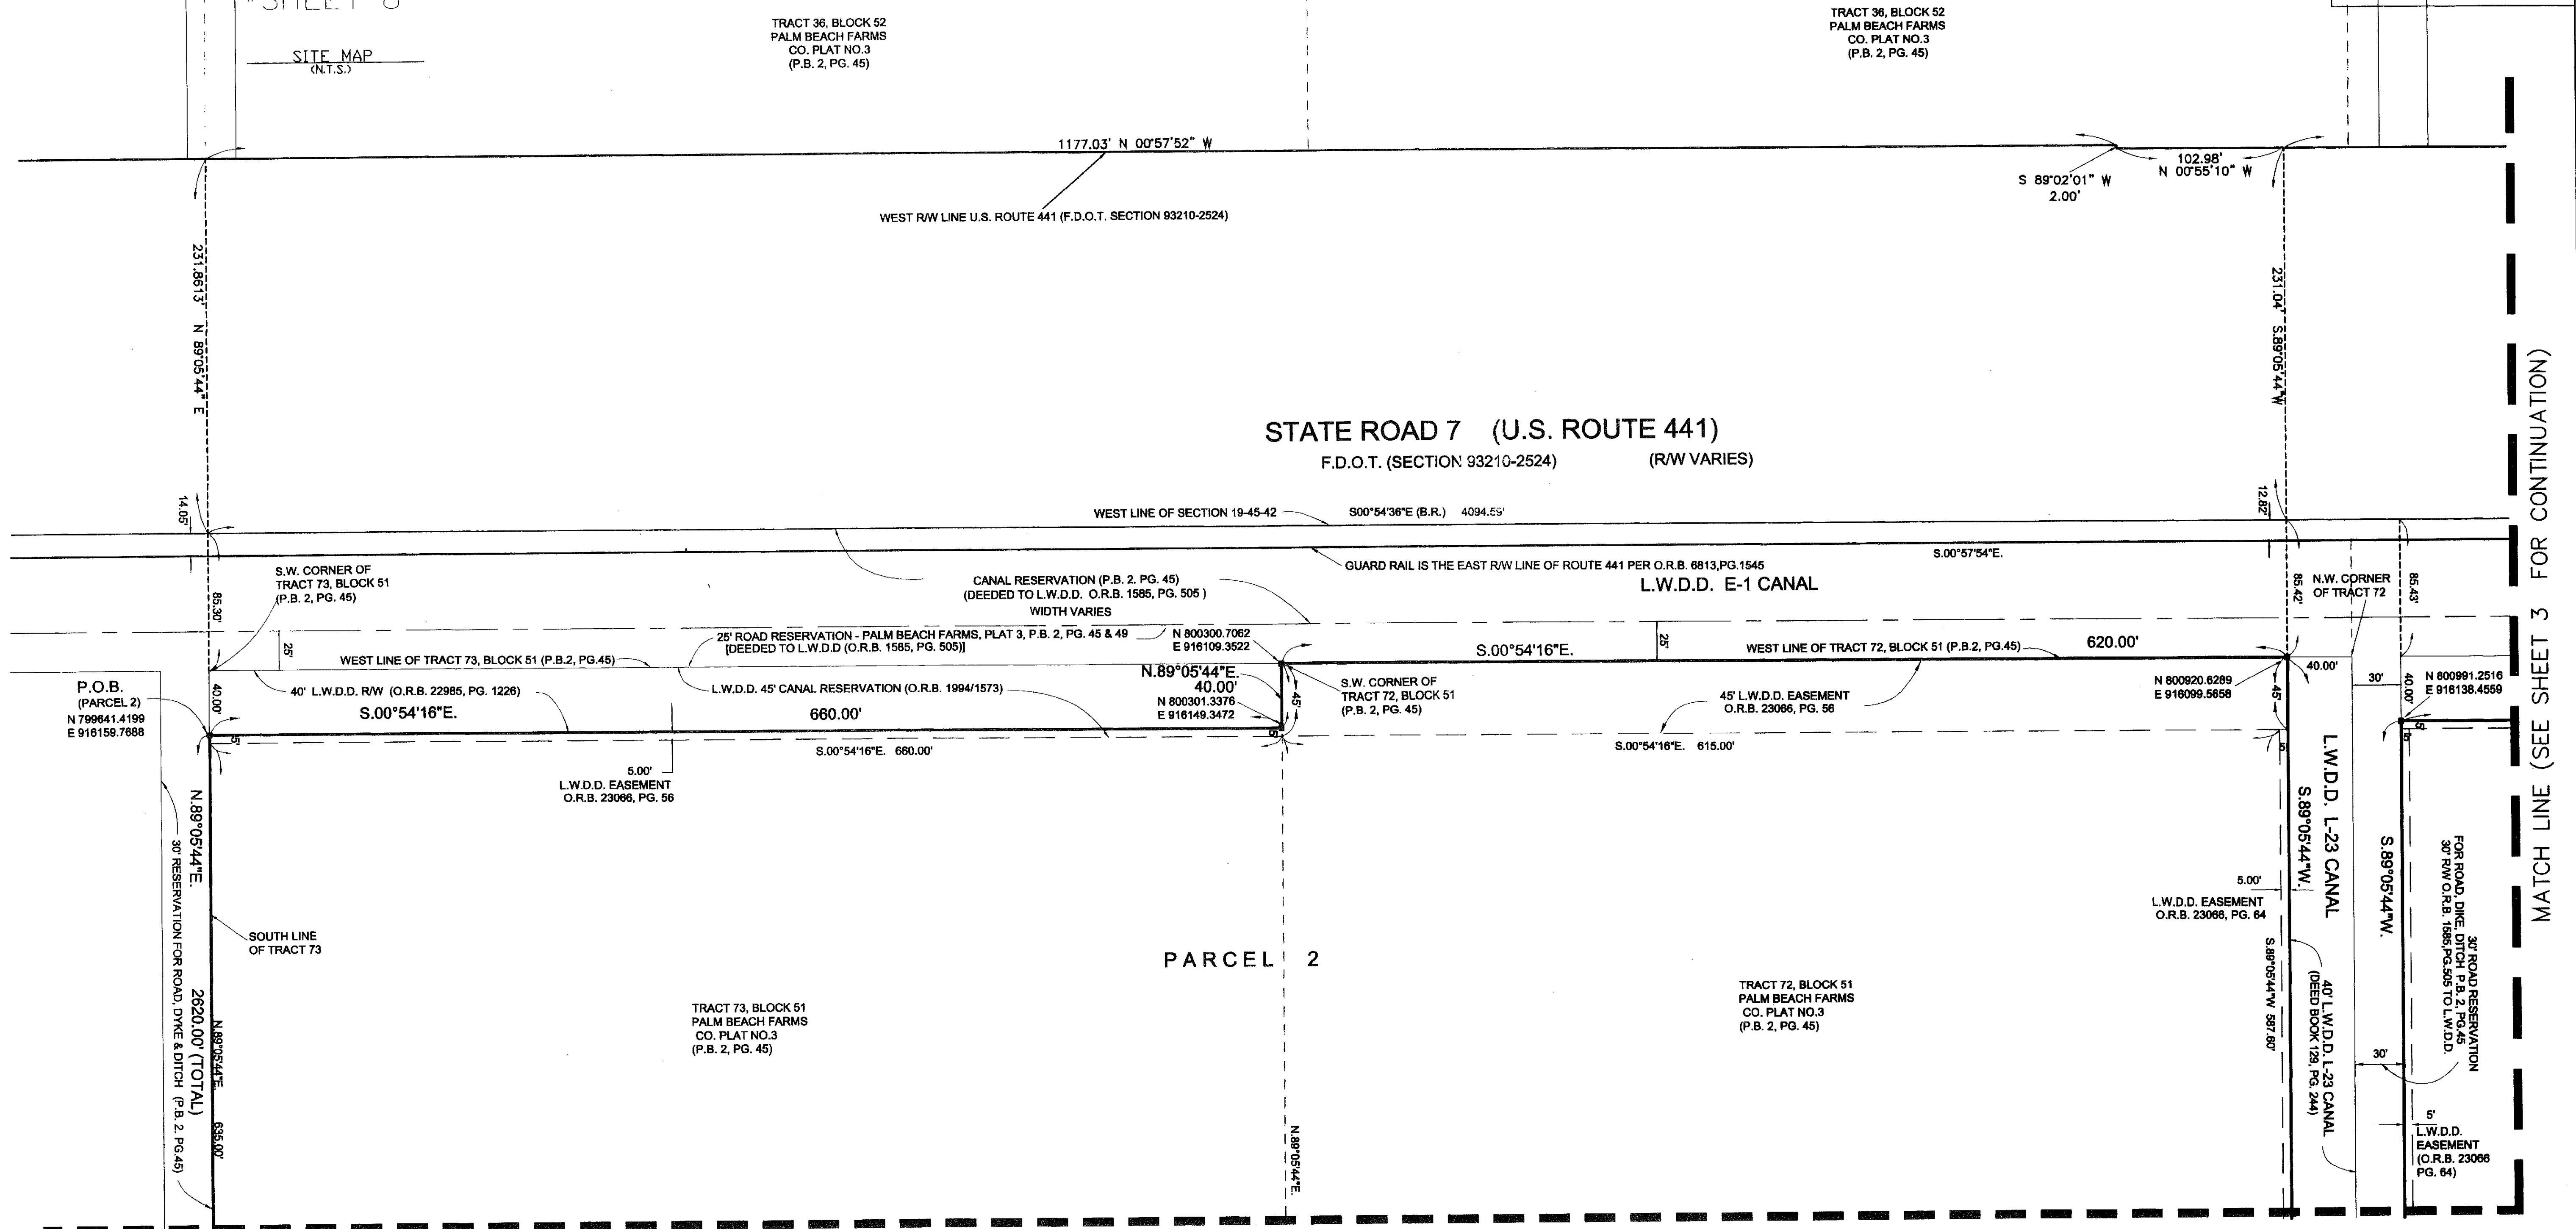 SITE MAP
(N.T.S.)
TRACT 36, BLOCK 52
PALM BEACH FARMS
CO. PLAT NO.3
(P.B. 2, PG. 45)
TRACT 36, BLOCK 52
PALM BEACH FARMS
CO. PLAT NO.3
(P.B. 2, PG. 45)
1177.03' N 00°57'52" W
WEST R/W LINE U.S. ROUTE 441 (F.D.O.T. SECTION 93210-2524)
102.98'
N 00°55'10" W
S 89°02'01" W
2.00'
231.8613' N 89°05'44" E
231.04' S.89°05'44"W
STATE ROAD 7 (U.S. ROUTE 441)
F.D.O.T. (SECTION 93210-2524) (R/W VARIES)
MATCH LINE (SEE SHEET 3 FOR CONTINUATION)
14.05'
12.82'
WEST LINE OF SECTION 19-45-42 S00°54'36"E (B.R.) 4094.59'
S.00°57'54"E.
GUARD RAIL IS THE EAST R/W LINE OF ROUTE 441 PER O.R.B. 6813,PG.1545
L.W.D.D. E-1 CANAL
S.W. CORNER OF
TRACT 73, BLOCK 51
(P.B. 2, PG. 45)
CANAL RESERVATION (P.B. 2. PG. 45)
(DEEDED TO L.W.D.D. O.R.B. 1585, PG. 505 )
WIDTH VARIES
N.W. CORNER
OF TRACT 72
85.30'
85.42'
85.43'
25'
25' ROAD RESERVATION - PALM BEACH FARMS, PLAT 3, P.B. 2, PG. 45 & 49
[DEEDED TO L.W.D.D (O.R.B. 1585, PG. 505)]
N 800300.7062
E 916109.3522
25'
WEST LINE OF TRACT 73, BLOCK 51 (P.B.2, PG.45)
S.00°54'16"E.
WEST LINE OF TRACT 72, BLOCK 51 (P.B.2, PG.45)
620.00'
40.00'
P.O.B.
(PARCEL 2)
N 799641.4199
E 916159.7688
40.00'
40' L.W.D.D. R/W (O.R.B. 22985, PG. 1226)
L.W.D.D. 45' CANAL RESERVATION (O.R.B. 1994/1573)
N.89°05'44"E.
40.00'
N 800301.3376
E 916149.3472
45'
S.W. CORNER OF
TRACT 72, BLOCK 51
(P.B. 2, PG. 45)
45' L.W.D.D. EASEMENT
O.R.B. 23066, PG. 56
N 800920.6289
E 916099.5658
45'
30'
40.00'
N 800991.2516
E 916138.4559
S.00°54'16"E.
660.00'
5'
5'
5'
5'
5'
S.00°54'16"E. 660.00'
S.00°54'16"E. 615.00'
5.00'
L.W.D.D. EASEMENT
O.R.B. 23066, PG. 56
N.89°05'44"E.
2620.00' (TOTAL)
30' RESERVATION FOR ROAD, DYKE & DITCH (P.B. 2. PG.45)
N.89°05'44"E. 635.00'
SOUTH LINE
OF TRACT 73
PARCEL 2
TRACT 73, BLOCK 51
PALM BEACH FARMS
CO. PLAT NO.3
(P.B. 2, PG. 45)
N.89°05'44"E.
TRACT 72, BLOCK 51
PALM BEACH FARMS
CO. PLAT NO.3
(P.B. 2, PG. 45)
5.00'
L.W.D.D. EASEMENT
O.R.B. 23066, PG. 64
S.89°05'44"W 587.60'
L.W.D.D. L-23 CANAL
S.89°05'44"W.
40' L.W.D.D. L-23 CANAL
(DEED BOOK 129, PG. 244)
S.89°05'44"W.
30' ROAD RESERVATION
FOR ROAD, DIKE, DITCH P.B. 2, PG.45
30' R/W O.R.B. 1585,PG.505 TO L.W.D.D.
30'
5'
L.W.D.D.
EASEMENT
(O.R.B. 23066
PG. 64)